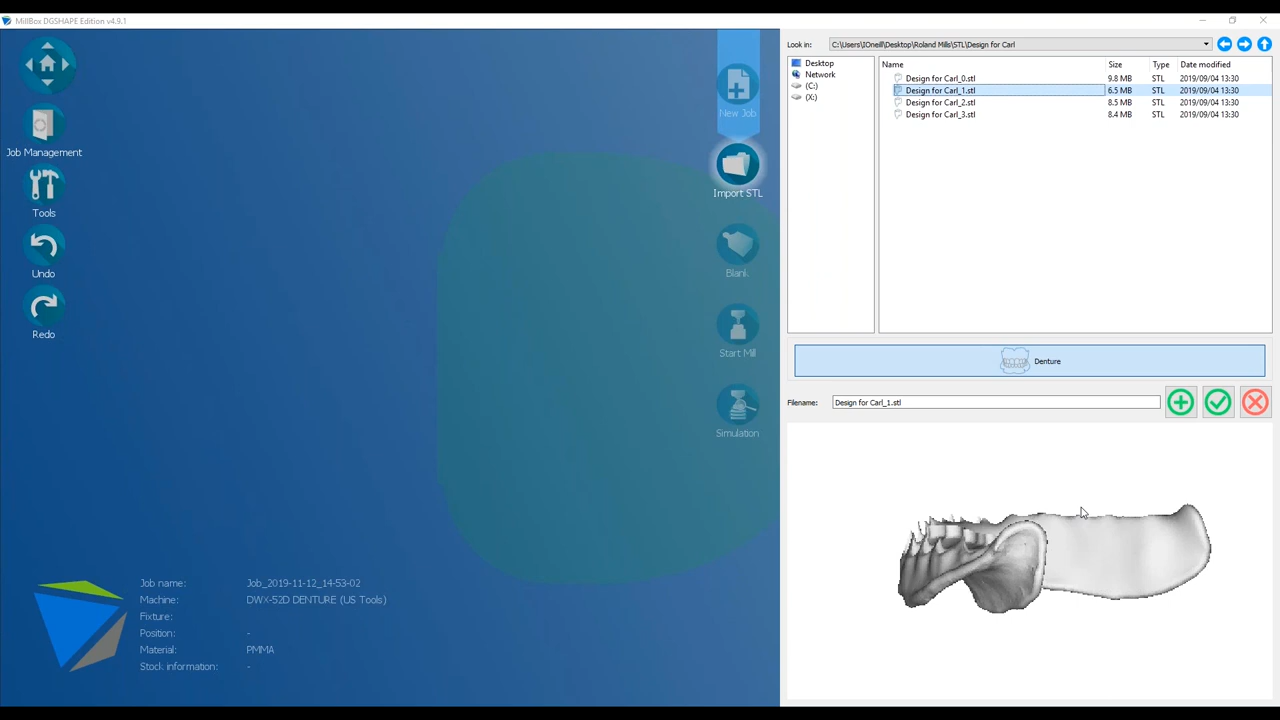 MillBox DGSHAPE Edition v4.9.1
Job Management
Tools
Undo
Redo
New Job
Import STL
Blank
Start Mill
Simulation
Job name: Job_2019-11-12_14-53-02
Machine: DWX-52D DENTURE (US Tools)
Fixture:
Position: -
Material: PMMA
Stock information: -
Look in: C:\Users\IOneill\Desktop\Roland Mills\STL\Design for Carl
Desktop
Network
(C:)
(X:)
Name Size Type Date modified
Design for Carl_0.stl 9.8 MB STL 2019/09/04 13:30
Design for Carl_1.stl 6.5 MB STL 2019/09/04 13:30
Design for Carl_2.stl 8.5 MB STL 2019/09/04 13:30
Design for Carl_3.stl 8.4 MB STL 2019/09/04 13:30
Denture
Filename: Design for Carl_1.stl